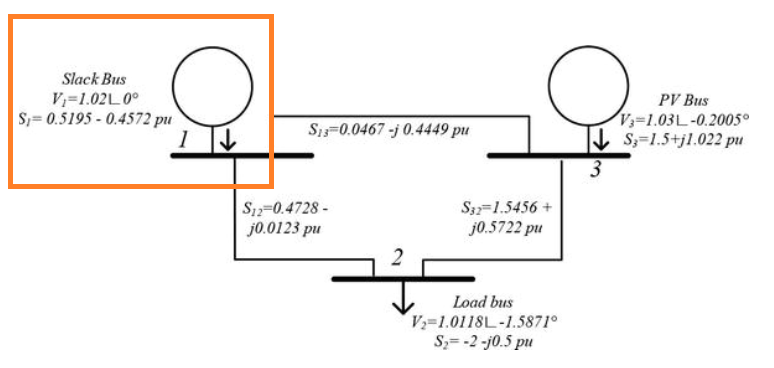 Slack Bus
V1=1.02∟0°
S1= 0.5195 - 0.4572 pu
1
S13=0.0467 -j 0.4449 pu
PV Bus
V3=1.03∟-0.2005°
S3=1.5+j1.022 pu
3
S12=0.4728 -
j0.0123 pu
S32=1.5456 +
j0.5722 pu
2
Load bus
V2=1.0118∟-1.5871°
S2= -2 -j0.5 pu